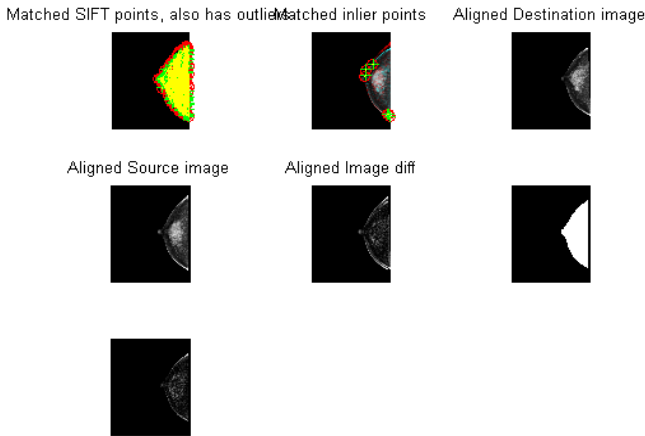 Matched SIFT points, also has outliers
Matched inlier points
Aligned Destination image
Aligned Source image
Aligned Image diff